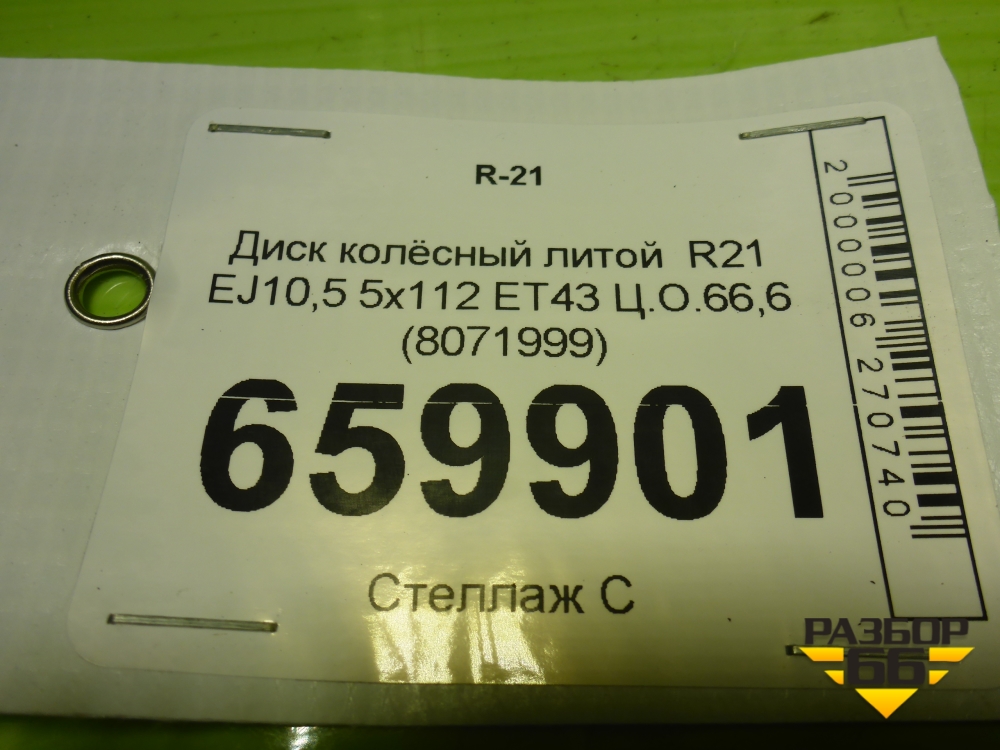 R-21
Диск колёсный литой R21
EJ10,5 5x112 ET43 Ц.О.66,6
(8071999)
659901
Стеллаж С
2000006270740
РАЗБОР
66